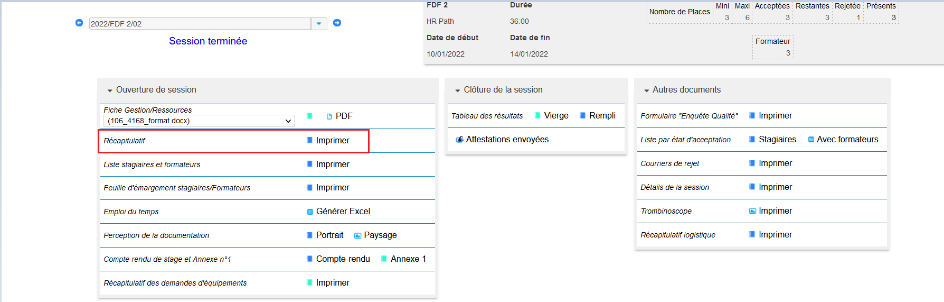 2022/FDF 2/02
Session terminée
FDF 2 Durée
HR Path 36:00
Date de début Date de fin
10/01/2022 14/01/2022
Nombre de Places Mini Maxi Acceptées Restantes Rejetée Présents
3 6 3 3 1 3
Formateur
3
Ouverture de session
Fiche Gestion/Ressources
(106_4168_format.docx) PDF
Récapitulatif Imprimer
Liste stagiaires et formateurs Imprimer
Feuille d'émargement stagiaires/Formateurs Imprimer
Emploi du temps Générer Excel
Perception de la documentation Portrait Paysage
Compte rendu de stage et Annexe n°1 Compte-rendu Annexe 1
Récapitulatif des demandes d'équipements Imprimer
Clôture de la session
Tableau des résultats Vierge Rempli
Attestations envoyées
Autres documents
Formulaire "Enquête Qualité" Imprimer
Liste par état d'acceptation Stagiaires Avec formateurs
Courriers de rejet Imprimer
Détails de la session Imprimer
Trombinoscope Imprimer
Récapitulatif logistique Imprimer